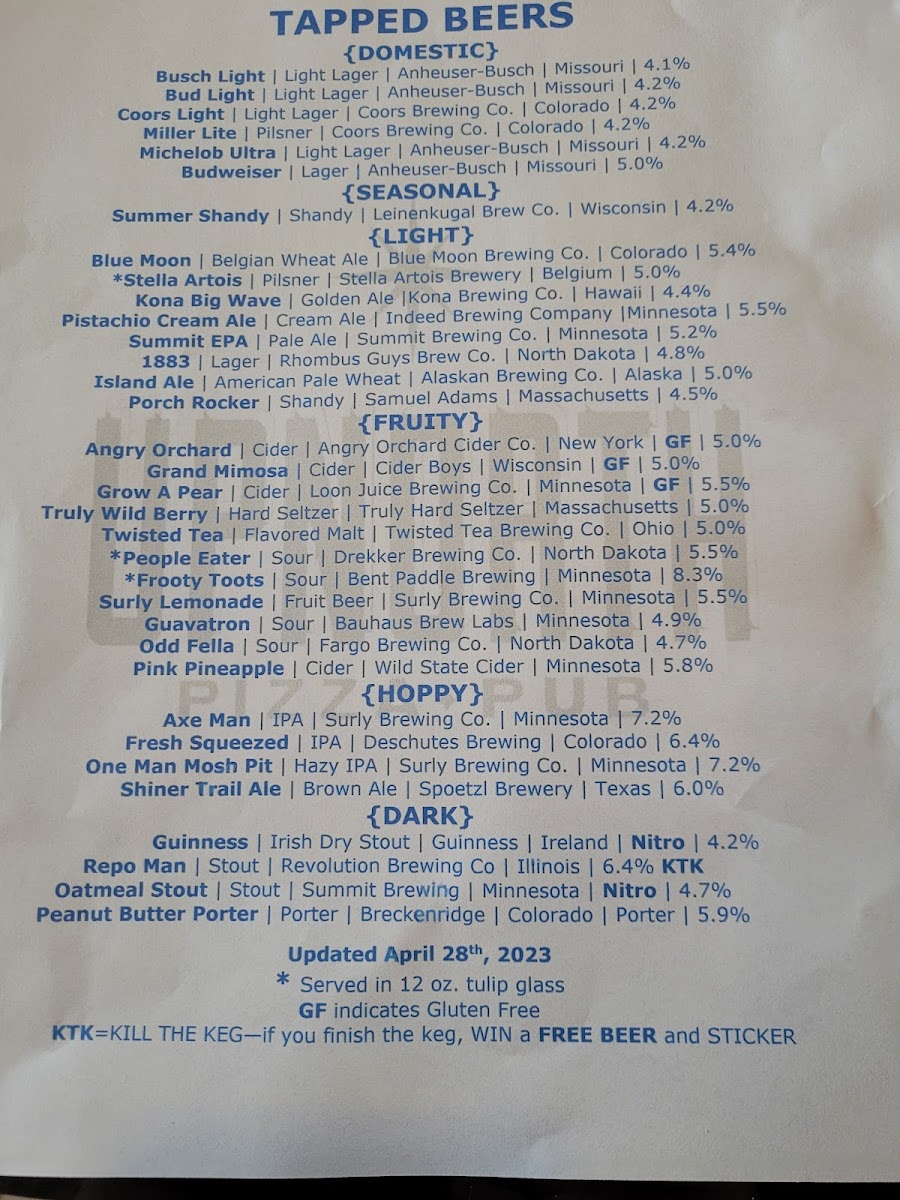 TAPPED BEERS
{DOMESTIC}
Busch Light | Light Lager | Anheuser-Busch | Missouri | 4.1%
Bud Light | Light Lager | Anheuser-Busch | Missouri | 4.2%
Coors Light | Light Lager | Coors Brewing Co. | Colorado | 4.2%
Miller Lite | Pilsner | Coors Brewing Co. | Colorado | 4.2%
Michelob Ultra | Light Lager | Anheuser-Busch | Missouri | 4.2%
Budweiser | Lager | Anheuser-Busch | Missouri | 5.0%
{SEASONAL}
Summer Shandy | Shandy | Leinenkugal Brew Co. | Wisconsin | 4.2%
{LIGHT}
Blue Moon | Belgian Wheat Ale | Blue Moon Brewing Co. | Colorado | 5.4%
*Stella Artois | Pilsner | Stella Artois Brewery | Belgium | 5.0%
Kona Big Wave | Golden Ale |Kona Brewing Co. | Hawaii | 4.4%
Pistachio Cream Ale | Cream Ale | Indeed Brewing Company |Minnesota | 5.5%
Summit EPA | Pale Ale | Summit Brewing Co. | Minnesota | 5.2%
1883 | Lager | Rhombus Guys Brew Co. | North Dakota | 4.8%
Island Ale | American Pale Wheat | Alaskan Brewing Co. | Alaska | 5.0%
Porch Rocker | Shandy | Samuel Adams | Massachusetts | 4.5%
{FRUITY}
Angry Orchard | Cider | Angry Orchard Cider Co. | New York | GF | 5.0%
Grand Mimosa | Cider | Cider Boys | Wisconsin | GF | 5.0%
Grow A Pear | Cider | Loon Juice Brewing Co. | Minnesota | GF | 5.5%
Truly Wild Berry | Hard Seltzer | Truly Hard Seltzer | Massachusetts | 5.0%
Twisted Tea | Flavored Malt | Twisted Tea Brewing Co. | Ohio | 5.0%
*People Eater | Sour | Drekker Brewing Co. | North Dakota | 5.5%
*Frooty Toots | Sour | Bent Paddle Brewing | Minnesota | 8.3%
Surly Lemonade | Fruit Beer | Surly Brewing Co. | Minnesota | 5.5%
Guavatron | Sour | Bauhaus Brew Labs | Minnesota | 4.9%
Odd Fella | Sour | Fargo Brewing Co. | North Dakota | 4.7%
Pink Pineapple | Cider | Wild State Cider | Minnesota | 5.8%
UPNORTH
PIZZA PUB
{HOPPY}
Axe Man | IPA | Surly Brewing Co. | Minnesota | 7.2%
Fresh Squeezed | IPA | Deschutes Brewing | Colorado | 6.4%
One Man Mosh Pit | Hazy IPA | Surly Brewing Co. | Minnesota | 7.2%
Shiner Trail Ale | Brown Ale | Spoetzl Brewery | Texas | 6.0%
{DARK}
Guinness | Irish Dry Stout | Guinness | Ireland | Nitro | 4.2%
Repo Man | Stout | Revolution Brewing Co | Illinois | 6.4% KTK
Oatmeal Stout | Stout | Summit Brewing | Minnesota | Nitro | 4.7%
Peanut Butter Porter | Porter | Breckenridge | Colorado | Porter | 5.9%
Updated April 28th, 2023
* Served in 12 oz. tulip glass
GF indicates Gluten Free
KTK=KILL THE KEG—if you finish the keg, WIN a FREE BEER and STICKER